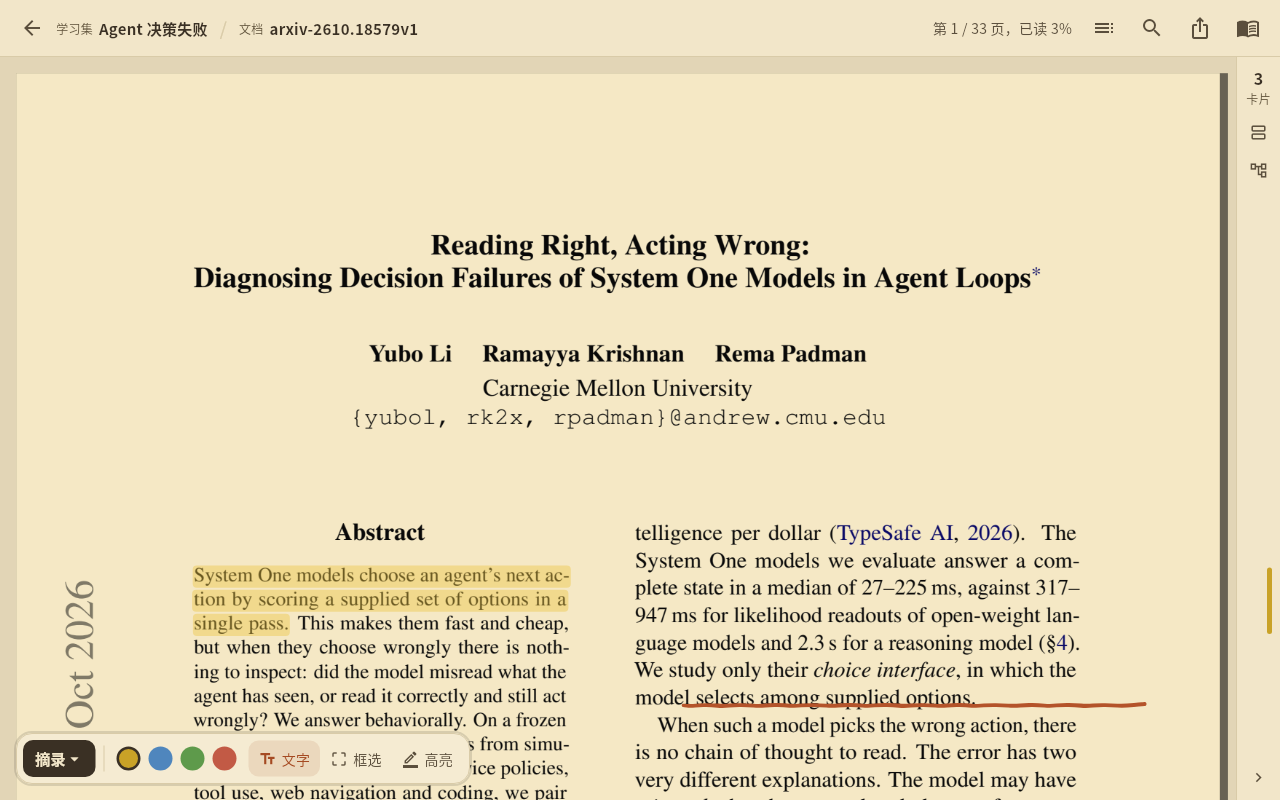 学习集 Agent 决策失败 / 文档 arxiv-2610.18579v1
第 1 / 33 页，已读 3%
3
卡片
Reading Right, Acting Wrong:
Diagnosing Decision Failures of System One Models in Agent Loops*
Yubo Li Ramayya Krishnan Rema Padman
Carnegie Mellon University
{yubol, rk2x, rpadman}@andrew.cmu.edu
Oct 2026
Abstract
System One models choose an agent's next ac-
tion by scoring a supplied set of options in a
single pass. This makes them fast and cheap,
but when they choose wrongly there is noth-
ing to inspect: did the model misread what the
agent has seen, or read it correctly and still act
wrongly? We answer behaviorally. On a frozen
s from simu-
ice policies,
tool use, web navigation and coding, we pair
telligence per dollar (TypeSafe AI, 2026). The
System One models we evaluate answer a com-
plete state in a median of 27–225 ms, against 317–
947 ms for likelihood readouts of open-weight lan-
guage models and 2.3 s for a reasoning model (§4).
We study only their choice interface, in which the
model selects among supplied options.
When such a model picks the wrong action, there
is no chain of thought to read. The error has two
very different explanations. The model may have
摘录
文字
框选
高亮